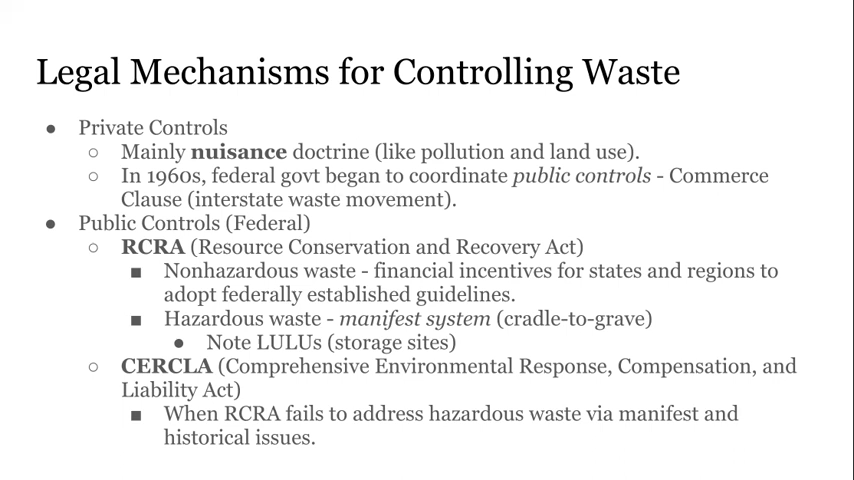 Legal Mechanisms for Controlling Waste
● Private Controls
○ Mainly nuisance doctrine (like pollution and land use).
○ In 1960s, federal govt began to coordinate public controls - Commerce
Clause (interstate waste movement).
● Public Controls (Federal)
○ RCRA (Resource Conservation and Recovery Act)
■ Nonhazardous waste - financial incentives for states and regions to
adopt federally established guidelines.
■ Hazardous waste - manifest system (cradle-to-grave)
● Note LULUs (storage sites)
○ CERCLA (Comprehensive Environmental Response, Compensation, and
Liability Act)
■ When RCRA fails to address hazardous waste via manifest and
historical issues.